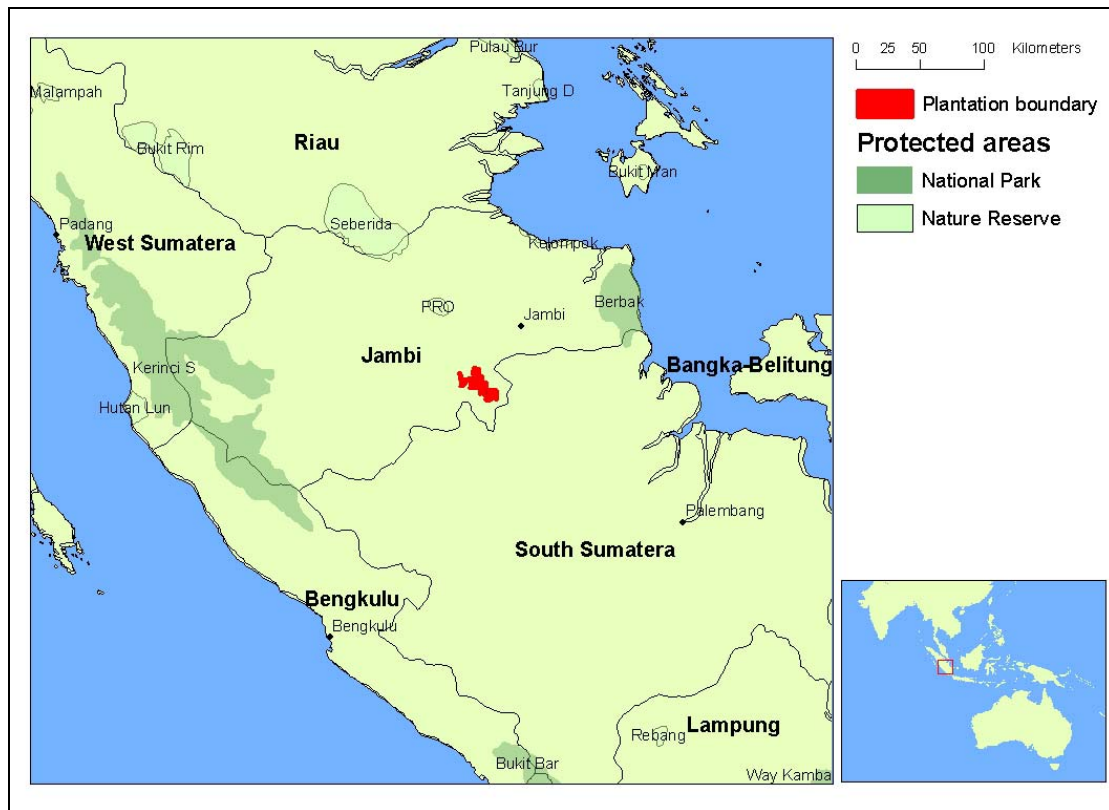 Pulau Bur
Malampah
Tanjung D
Riau
Bukit Rim
Bukit Man
Seberida
Padang
West Sumatera
Kelompok
Berbak
PRO
Jambi
Jambi
Bangka-Belitung
Kerinci S
Hutan Lun
Palembang
South Sumatera
Bengkulu
Bengkulu
Lampung
Rebang
Bukit Bar
Way Kamba
0 25 50 100 Kilometers
Plantation boundary
Protected areas
National Park
Nature Reserve